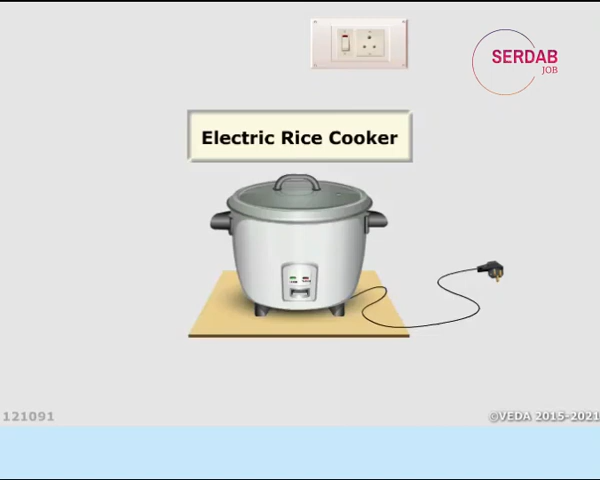 SERDAB
JOB
Electric Rice Cooker
121091
©VEDA 2015-2021